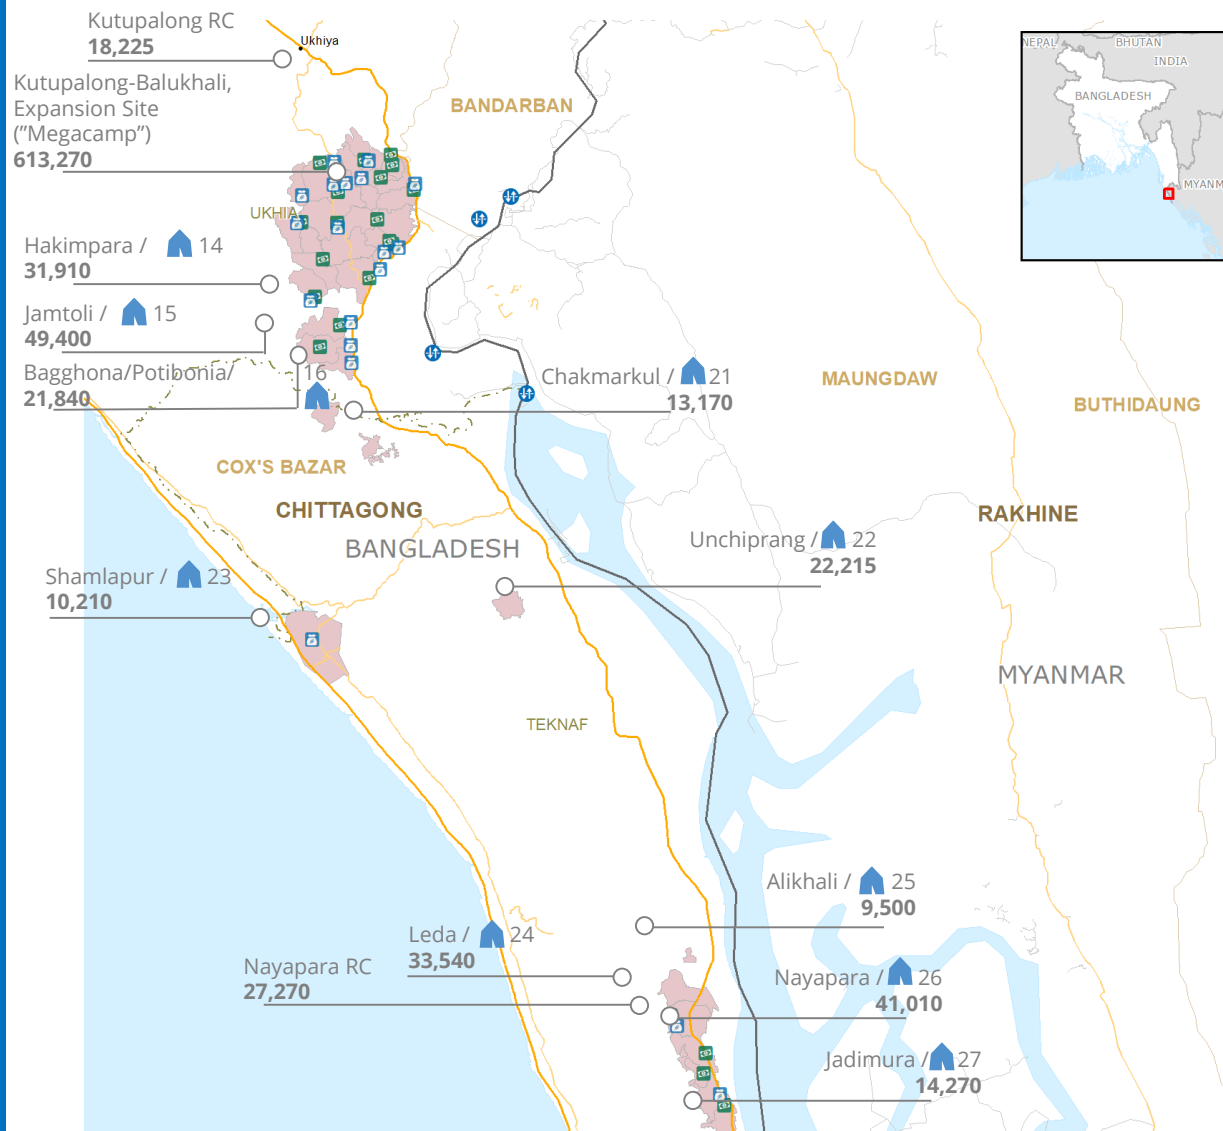 Kutupalong RC
18,225
Ukhiya
Kutupalong-Balukhali,
Expansion Site
("Megacamp")
613,270
BANDARBAN
NEPAL
BHUTAN
INDIA
BANGLADESH
MYANM
UKHIA
Hakimpara / 14
31,910
Jamtoli / 15
49,400
Bagghona/Potibonia/ 16
21,840
Chakmarkul / 21
13,170
MAUNGDAW
BUTHIDAUNG
COX'S BAZAR
CHITTAGONG
BANGLADESH
RAKHINE
Unchiprang / 22
22,215
Shamlapur / 23
10,210
MYANMAR
TEKNAF
Alikhali / 25
9,500
Leda / 24
33,540
Nayapara RC
27,270
Nayapara / 26
41,010
Jadimura / 27
14,270